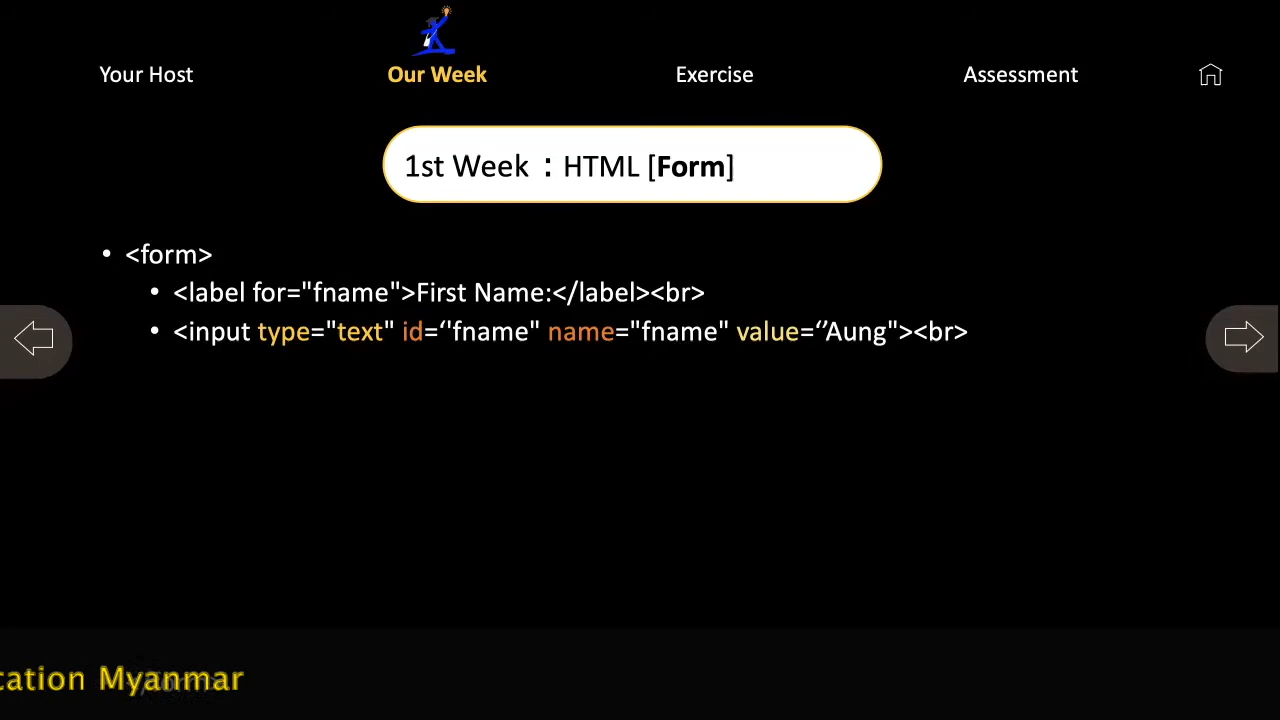 Your Host
Our Week
Exercise
Assessment
1st Week : HTML [Form]
• <form>
• <label for="fname">First Name:</label><br>
• <input type="text" id=‘'fname" name="fname" value=‘’Aung"><br>
cation Myanmar